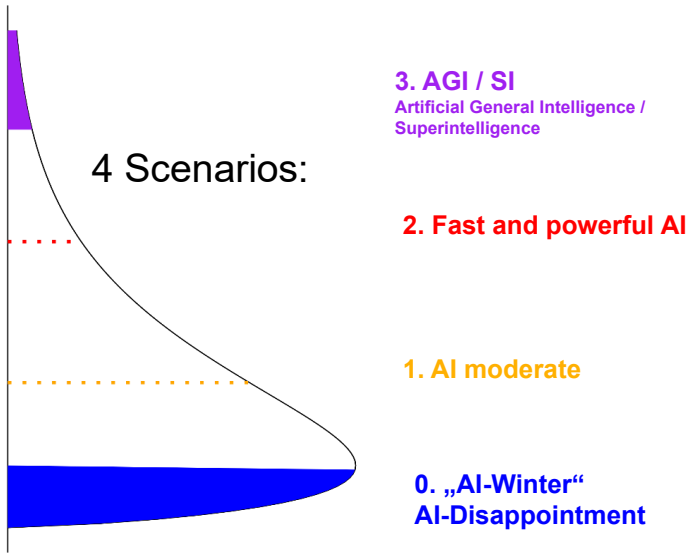 3. AGI / SI
Artificial General Intelligence /
Superintelligence
4 Scenarios:
2. Fast and powerful AI
1. AI moderate
0. „AI-Winter“
AI-Disappointment